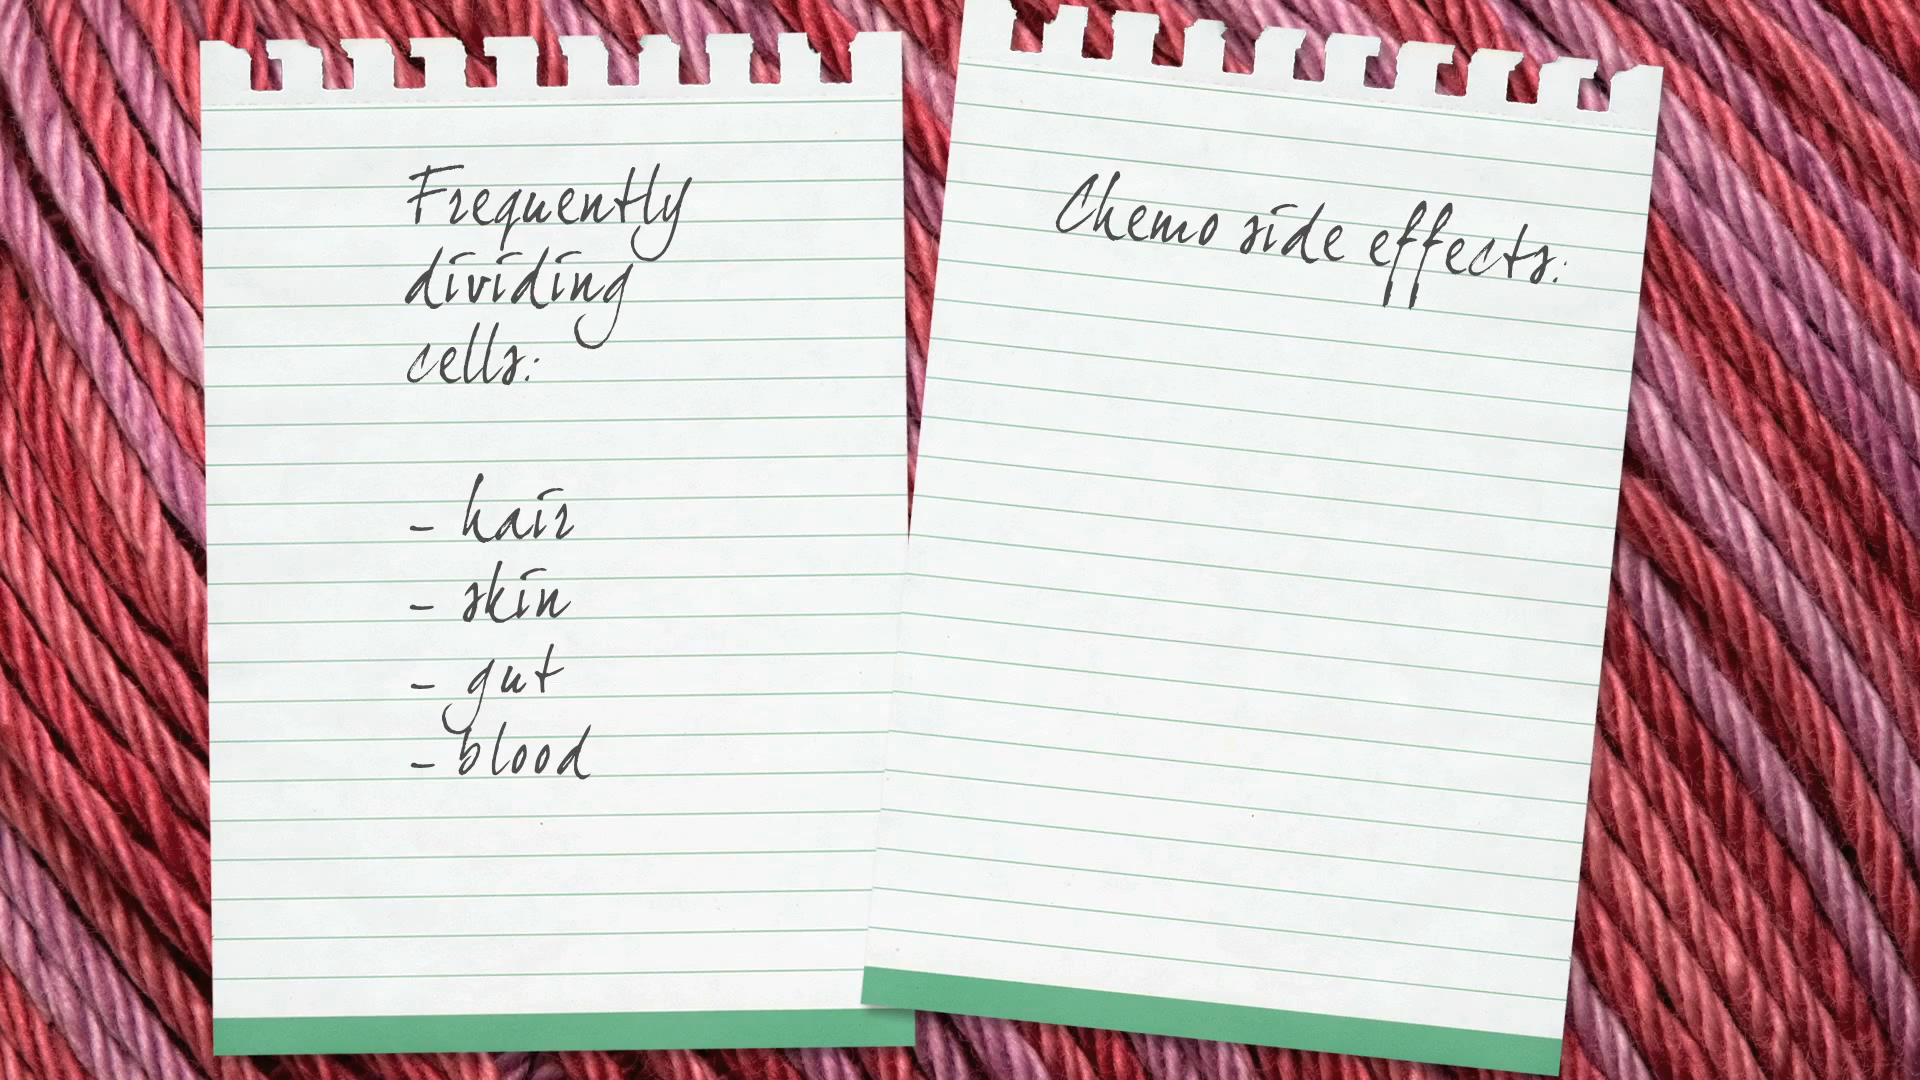 Frequently
dividing
cells:
- hair
- skin
- gut
- blood
Chemo side effects: